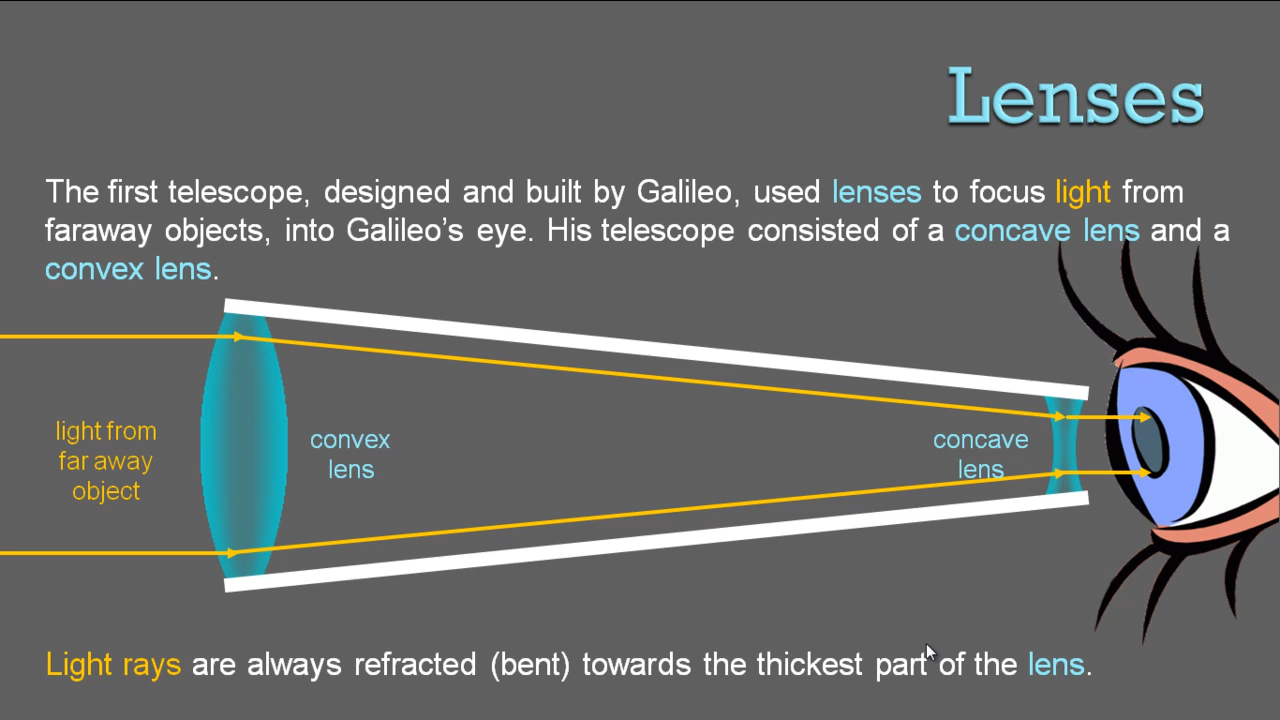 Lenses
The first telescope, designed and built by Galileo, used lenses to focus light from
faraway objects, into Galileo’s eye. His telescope consisted of a concave lens and a
convex lens.
light from
far away
object
convex
lens
concave
lens
Light rays are always refracted (bent) towards the thickest part of the lens.